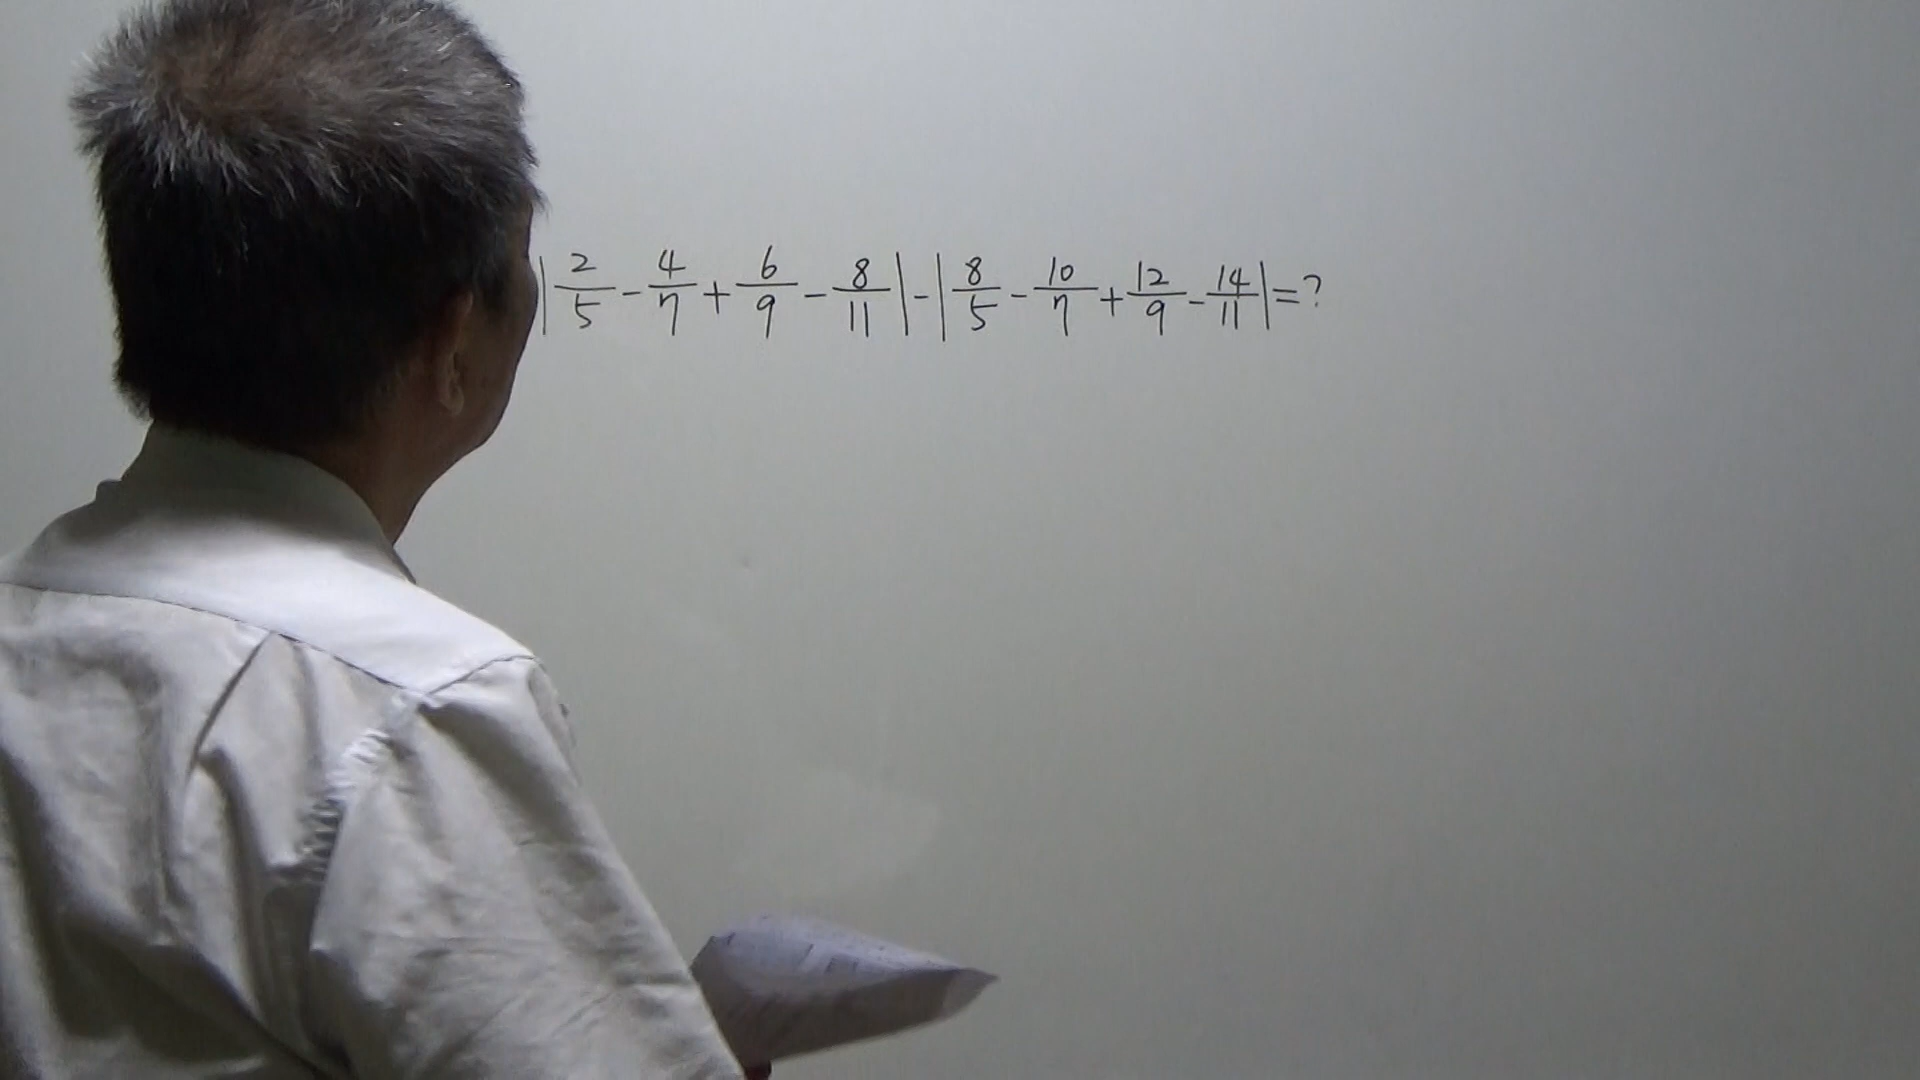 |2/5 - 4/7 + 6/9 - 8/11| - |8/5 - 10/7 + 12/9 - 14/11| = ?